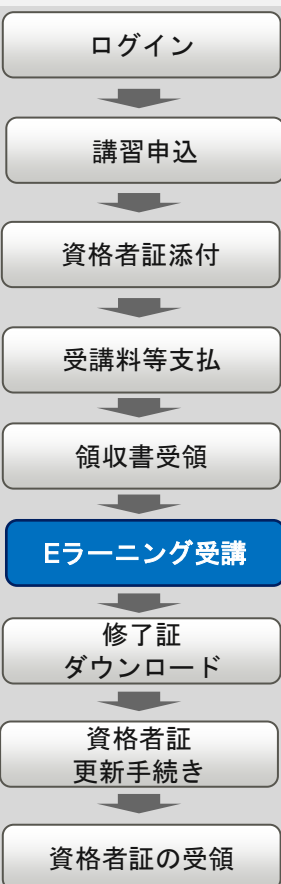 ログイン
講習申込
資格者証添付
受講料等支払
領収書受領
Eラーニング受講
修了証
ダウンロード
資格者証
更新手続き
資格者証の受領